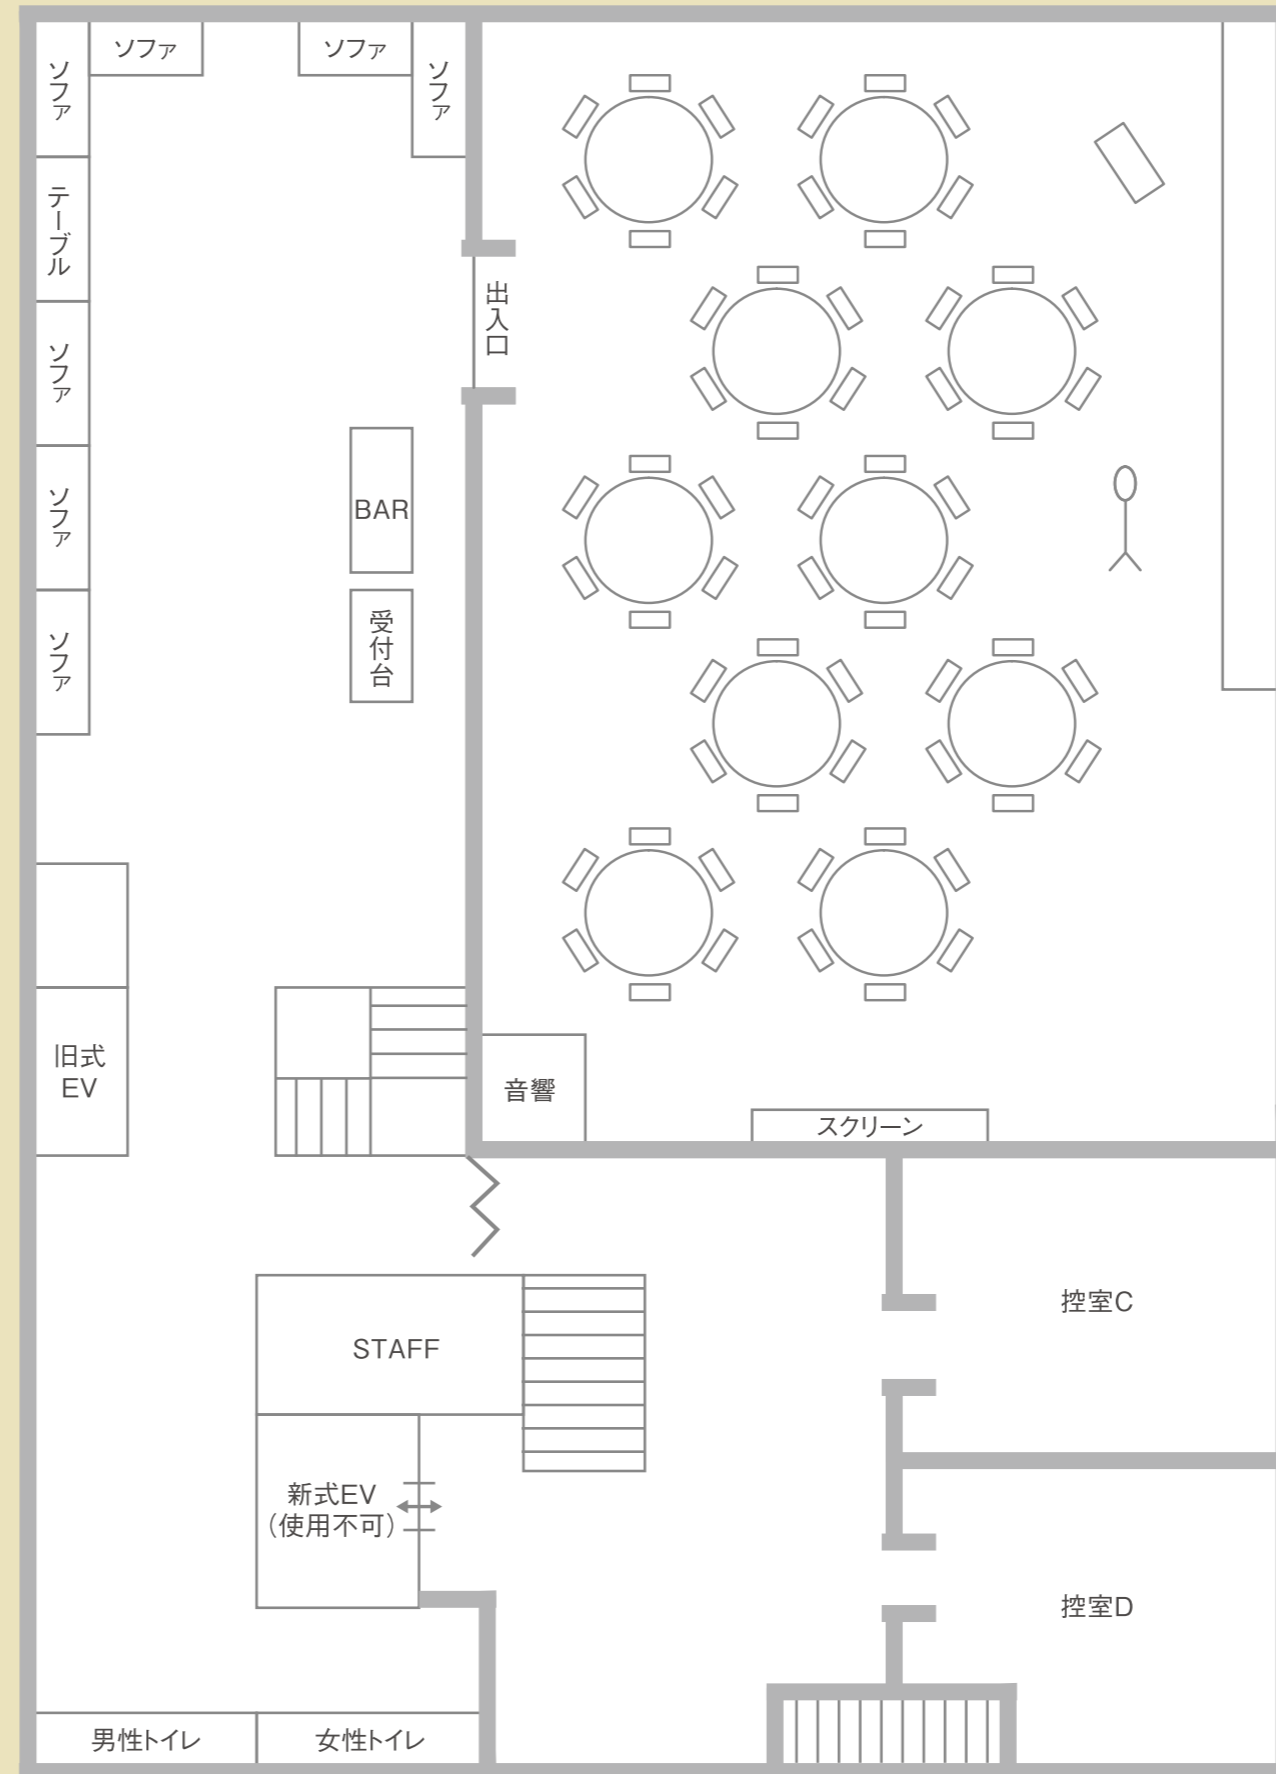 ソファ
ソファ
ソファ
ソファ
テーブル
出入口
ソファ
BAR
ソファ
受付台
ソファ
旧式
EV
音響
スクリーン
控室C
STAFF
新式EV
（使用不可）
控室D
男性トイレ
女性トイレ